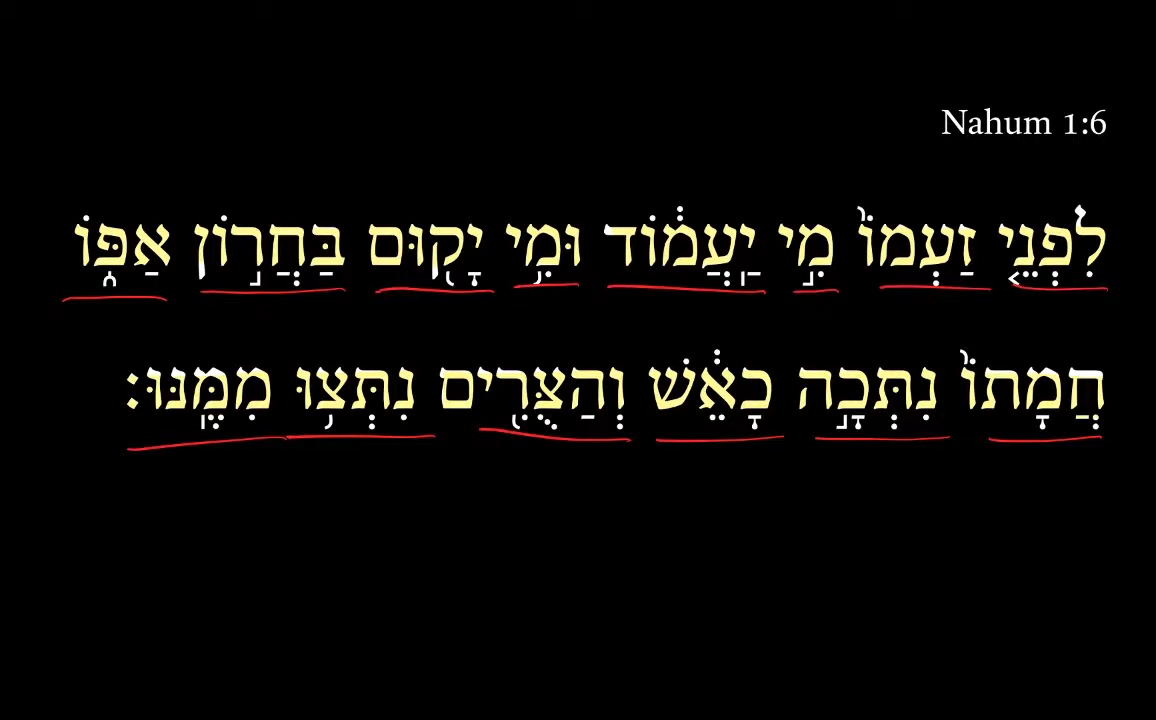 Nahum 1:6
לִפְנֵ֤י זַעְמוֹ֙ מִ֣י יַֽעֲמ֔וֹד וּמִ֥י יָק֖וּם בַּחֲר֣וֹן אַפּ֑וֹ
חֲמָתוֹ֙ נִתְּכָ֣ה כָאֵ֔שׁ וְהַצֻּרִ֖ים נִתְּצ֥וּ מִמֶּֽנּוּ׃